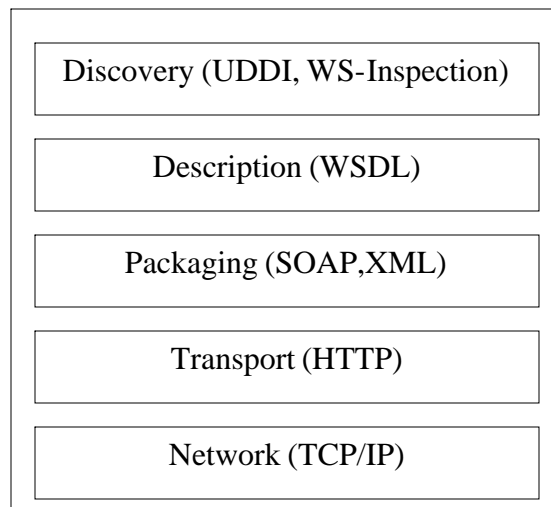 Discovery (UDDI, WS-Inspection)
Description (WSDL)
Packaging (SOAP,XML)
Transport (HTTP)
Network (TCP/IP)